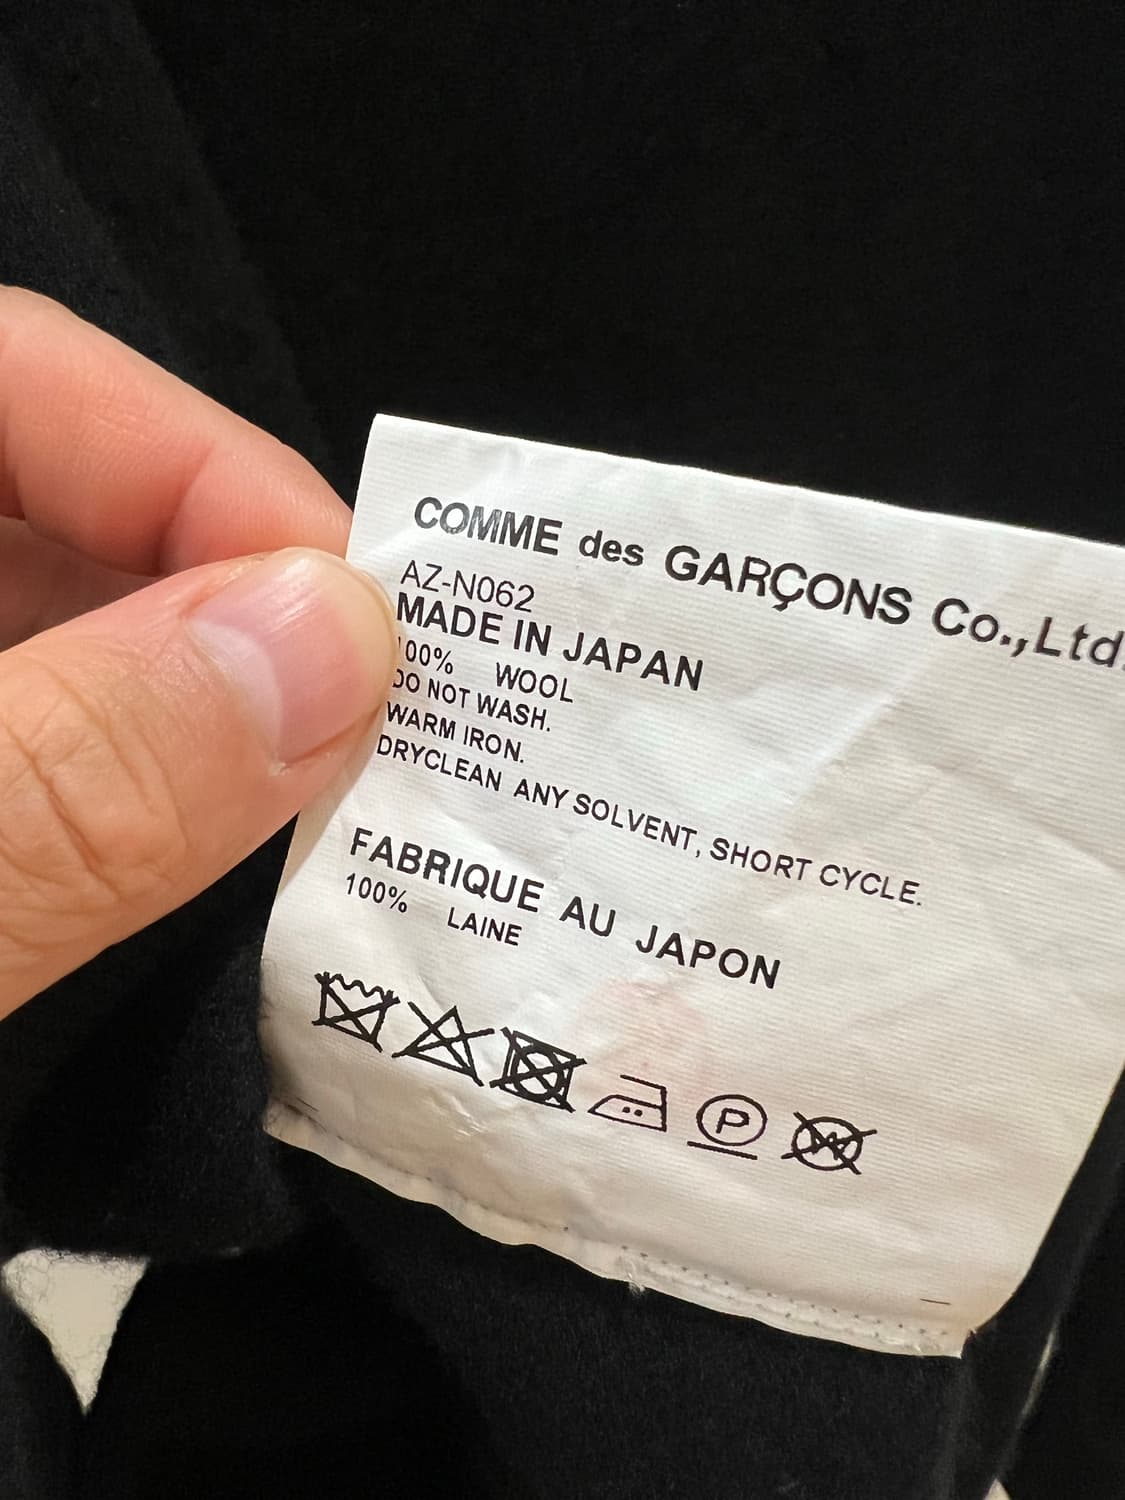 COMME des GARÇONS Co.,Ltd.
AZ-N062
MADE IN JAPAN
100% WOOL
DO NOT WASH.
WARM IRON.
DRYCLEAN ANY SOLVENT, SHORT CYCLE.
FABRIQUE AU JAPON
100% LAINE
P W